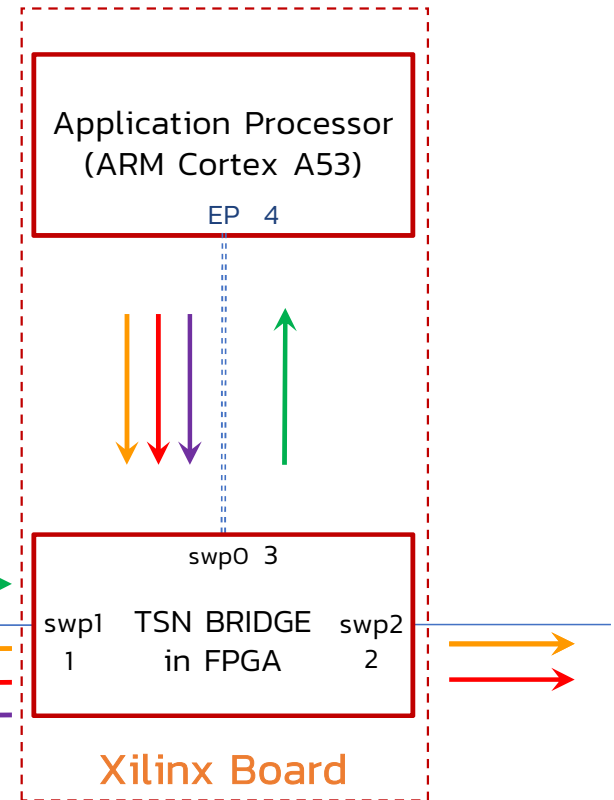 Application Processor
(ARM Cortex A53)
EP 4
swp0 3
swp1 TSN BRIDGE swp2
1 in FPGA 2
Xilinx Board